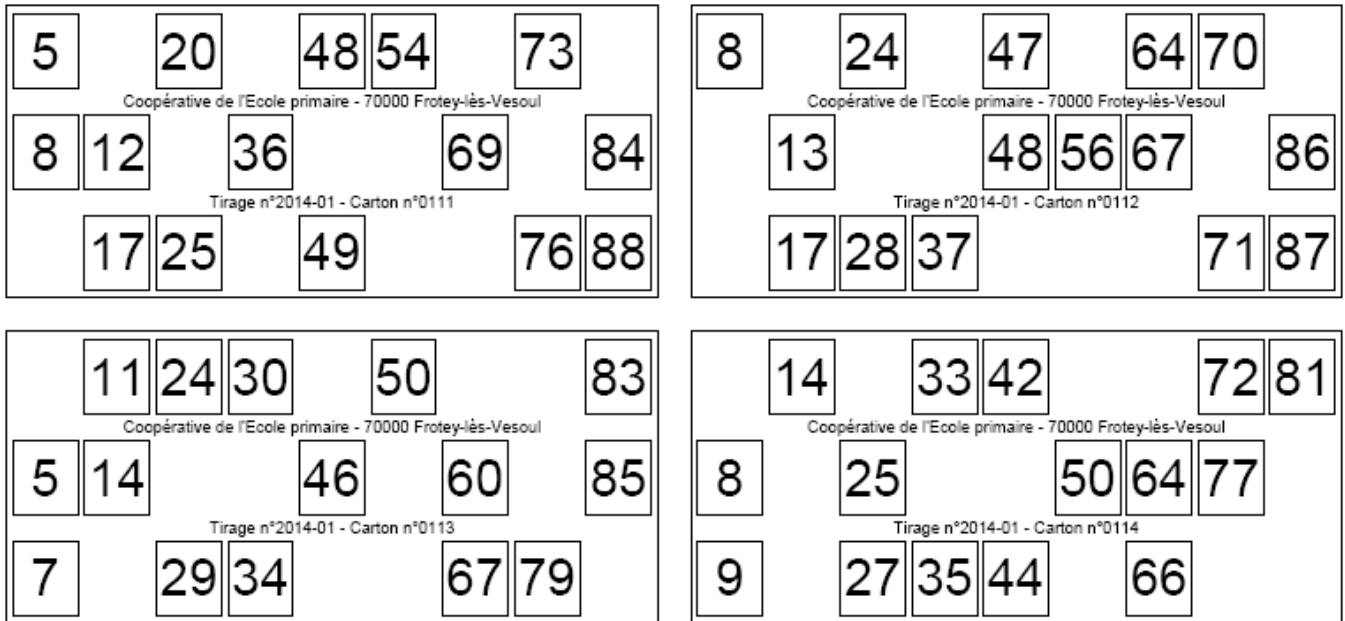 5 20 48 54 73
Coopérative de l'Ecole primaire - 70000 Frotey-lès-Vesoul
8 12 36 69 84
Tirage n°2014-01 - Carton n°0111
17 25 49 76 88
8 24 47 64 70
Coopérative de l'Ecole primaire - 70000 Frotey-lès-Vesoul
13 48 56 67 86
Tirage n°2014-01 - Carton n°0112
17 28 37 71 87
11 24 30 50 83
Coopérative de l'Ecole primaire - 70000 Frotey-lès-Vesoul
5 14 46 60 85
Tirage n°2014-01 - Carton n°0113
7 29 34 67 79
14 33 42 72 81
Coopérative de l'Ecole primaire - 70000 Frotey-lès-Vesoul
8 25 50 64 77
Tirage n°2014-01 - Carton n°0114
9 27 35 44 66